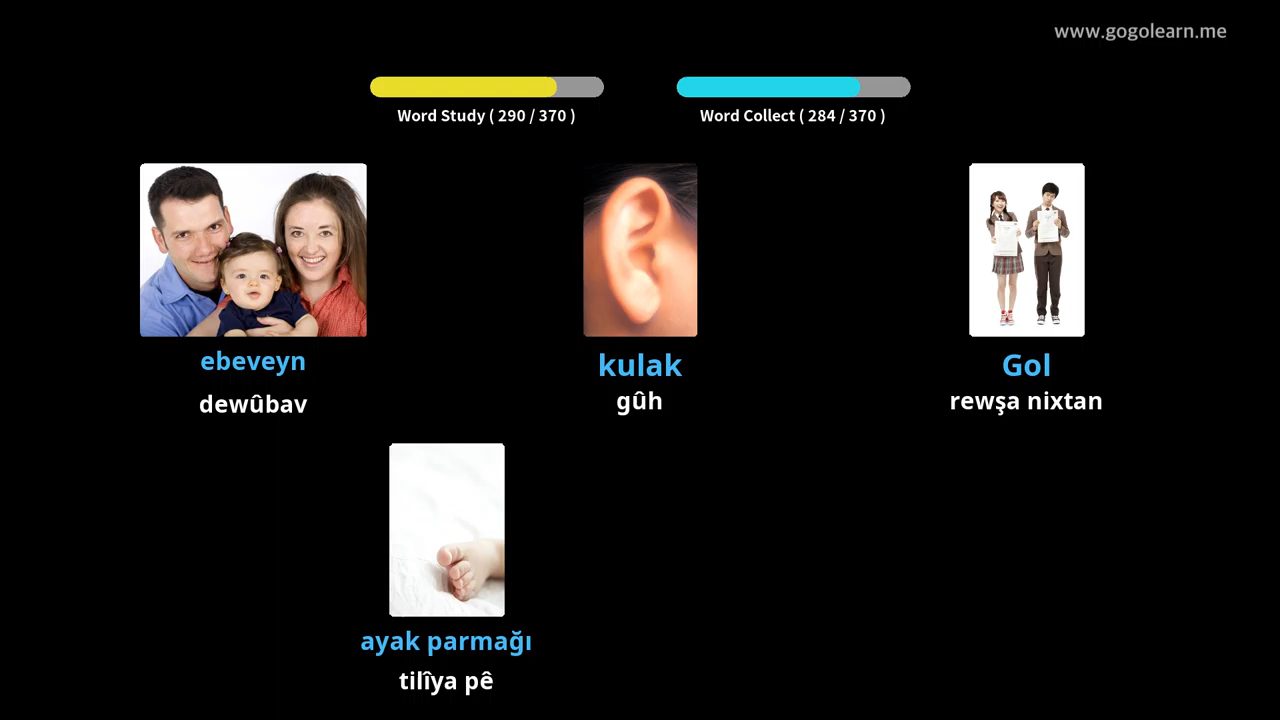 www.gogolearn.me
Word Study ( 290 / 370 )
Word Collect ( 284 / 370 )
ebeveyn
dewûbav
kulak
gûh
Gol
rewşa nixtan
ayak parmağı
tilîya pê